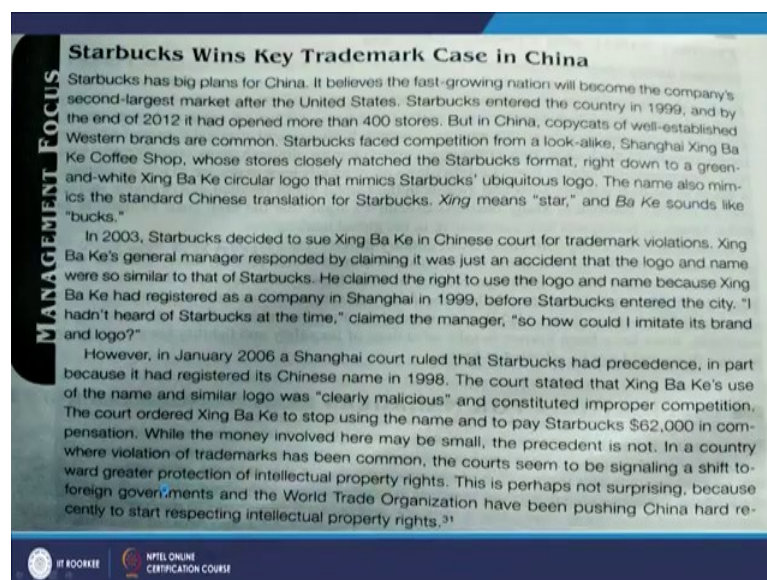 MANAGEMENT FOCUS
Starbucks Wins Key Trademark Case in China
Starbucks has big plans for China. It believes the fast-growing nation will become the company's
second-largest market after the United States. Starbucks entered the country in 1999, and by
the end of 2012 it had opened more than 400 stores. But in China, copycats of well-established
Western brands are common. Starbucks faced competition from a look-alike, Shanghai Xing Ba
Ke Coffee Shop, whose stores closely matched the Starbucks format, right down to a green-
and-white Xing Ba Ke circular logo that mimics Starbucks' ubiquitous logo. The name also mim-
ics the standard Chinese translation for Starbucks. Xing means "star," and Ba Ke sounds like
"bucks."
In 2003, Starbucks decided to sue Xing Ba Ke in Chinese court for trademark violations. Xing
Ba Ke's general manager responded by claiming it was just an accident that the logo and name
were so similar to that of Starbucks. He claimed the right to use the logo and name because Xing
Ba Ke had registered as a company in Shanghai in 1999, before Starbucks entered the city. "I
hadn't heard of Starbucks at the time," claimed the manager, "so how could I imitate its brand
and logo?"
However, in January 2006 a Shanghai court ruled that Starbucks had precedence, in part
because it had registered its Chinese name in 1998. The court stated that Xing Ba Ke's use
of the name and similar logo was "clearly malicious" and constituted improper competition.
The court ordered Xing Ba Ke to stop using the name and to pay Starbucks $62,000 in com-
pensation. While the money involved here may be small, the precedent is not. In a country
where violation of trademarks has been common, the courts seem to be signaling a shift to-
ward greater protection of intellectual property rights. This is perhaps not surprising, because
foreign governments and the World Trade Organization have been pushing China hard re-
cently to start respecting intellectual property rights.31
IIT ROORKEE
NPTEL ONLINE
CERTIFICATION COURSE